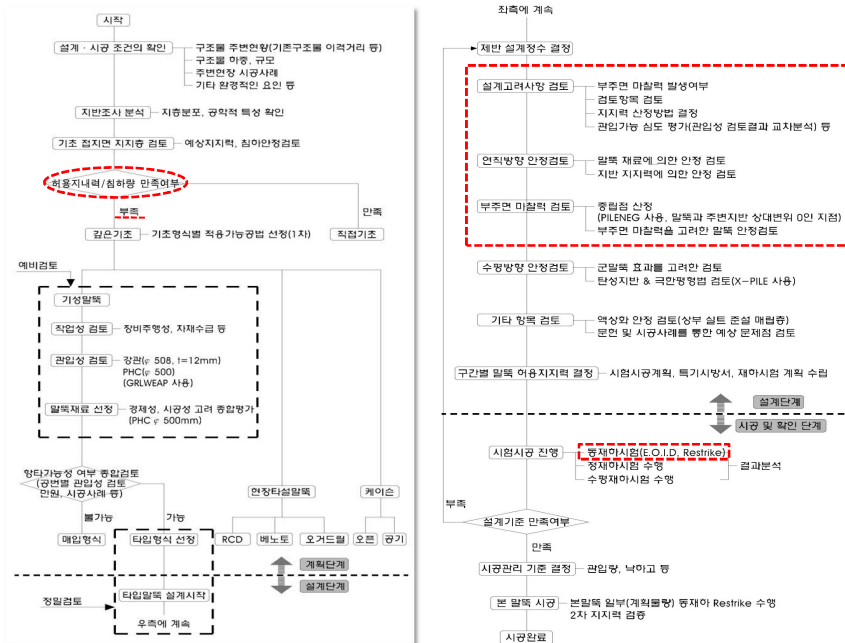 시작
설계 · 시공 조건의 확인
구조물 주변현황(기존구조물 이격거리 등)
구조물 하중, 규모
주변현장 시공사례
기타 환경적인 요인 등
지반조사 분석
지층분포, 공학적 특성 확인
기초 접지면 지지층 검토
예상지지력, 침하안정검토
허용지내력/침하량 만족여부
부족
만족
깊은기초
기초형식별 적용가능공법 선정(1차)
직접기초
예비검토
기성말뚝
작업성 검토
장비주행성, 자재수급 등
관입성 검토
강관(φ 508, t=12mm)
PHC(φ 500)
(GRLWEAP 사용)
말뚝재료 선정
경제성, 시공성 고려 종합평가
(PHC φ 500mm)
항타가능성 여부 종합검토
(공번별 관입성 검토
민원, 시공사례 등)
불가능
가능
현장타설말뚝
케이슨
매입형식
타입형식 선정
RCD
베노토
오거드릴
오픈
공기
계획단계
설계단계
정밀검토
타입말뚝 설계시작
우측에 계속
좌측에 계속
제반 설계정수 결정
설계고려사항 검토
부주면 마찰력 발생여부
검토항목 검토
지지력 산정방법 결정
관입가능 심도 평가(관입성 검토결과 교차분석) 등
연직방향 안정검토
말뚝 재료에 의한 안정 검토
지반 지지력에 의한 안정 검토
부주면 마찰력 검토
중립점 산정
(PILENEG 사용, 말뚝과 주변지반 상대변위 0인 지점)
부주면 마찰력을 고려한 말뚝 안정검토
수평방향 안정검토
군말뚝 효과를 고려한 검토
탄성지반 & 극한평형법 검토(X-PILE 사용)
기타 항목 검토
액상화 안정 검토(상부 실트 준설 매립층)
문헌 및 시공사례를 통한 예상 문제점 검토
구간별 말뚝 허용지지력 결정
시험시공계획, 특기시방서, 재하시험 계획 수립
설계단계
시공 및 확인 단계
시험시공 진행
동재하시험(E.O.I.D, Restrike)
정재하시험 수행
수평재하시험 수행
결과분석
부족
설계기준 만족여부
만족
시공관리 기준 결정
관입량, 낙하고 등
본 말뚝 시공
본말뚝 일부(계획물량) 동재하 Restrike 수행
2차 지지력 검증
시공완료